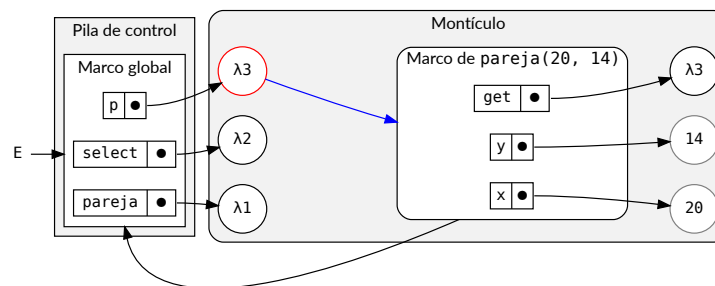 Pila de control
Montículo
Marco global
Marco de pareja(20, 14)
p
λ3
get
λ3
E
select
λ2
y
14
pareja
λ1
x
20